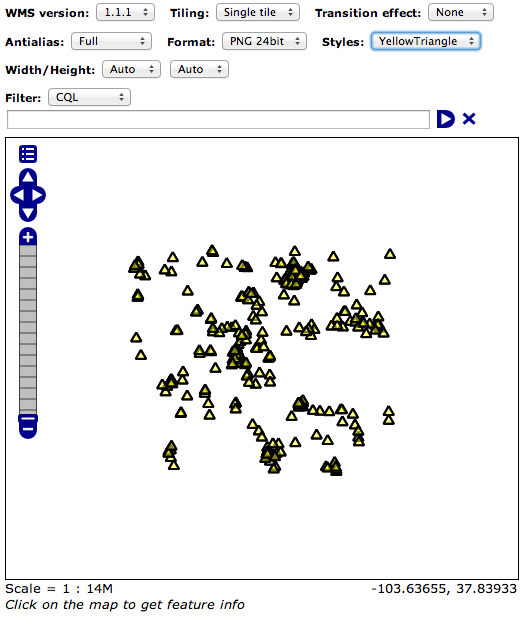 WMS version: 1.1.1 Tiling: Single tile Transition effect: None
Antialias: Full Format: PNG 24bit Styles: YellowTriangle
Width/Height: Auto Auto
Filter: CQL
Scale = 1 : 14M -103.63655, 37.83933
Click on the map to get feature info